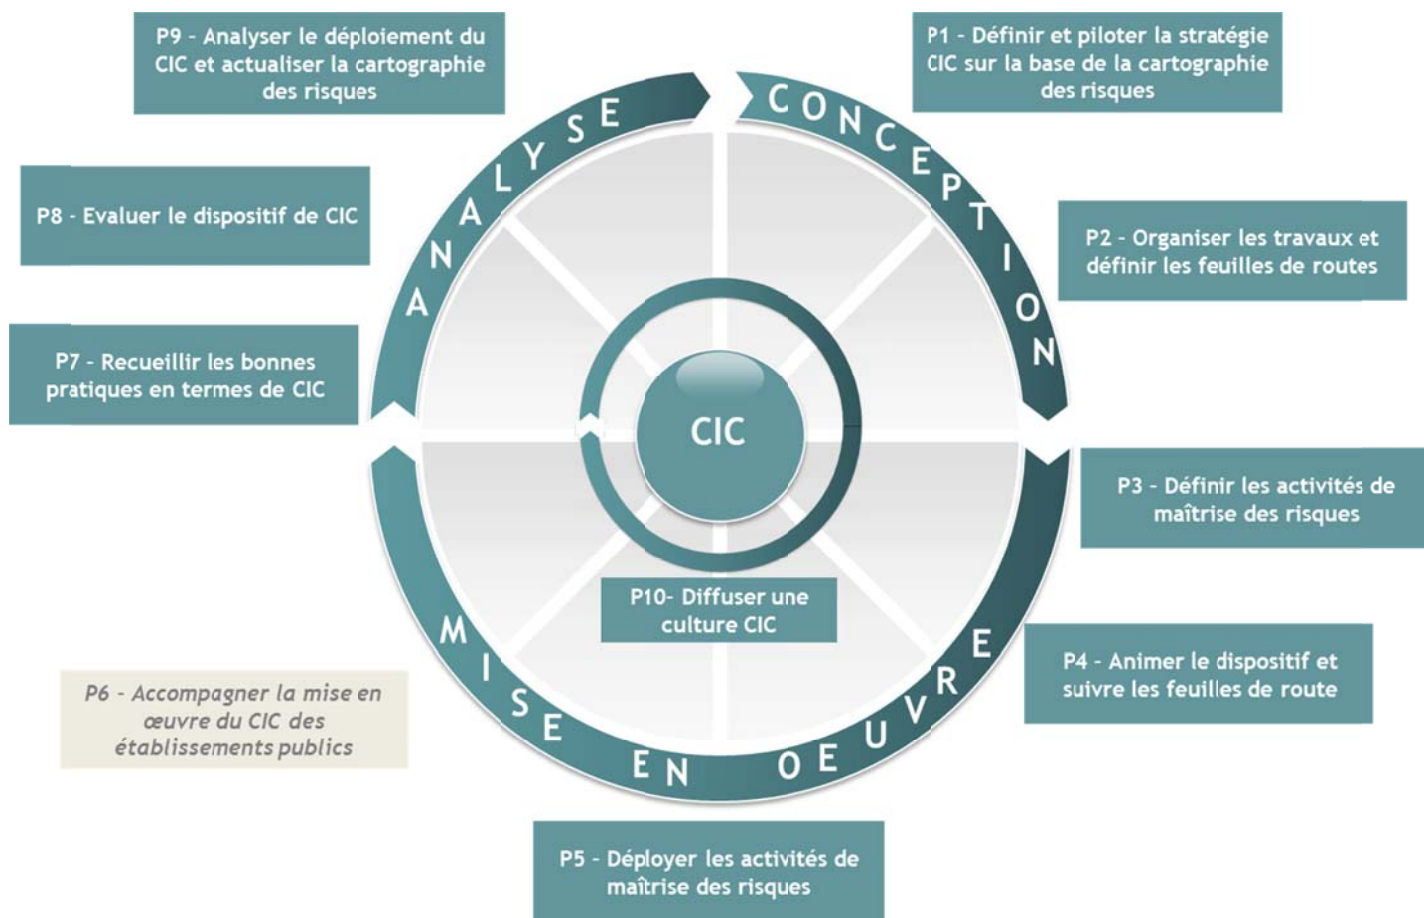 P9 - Analyser le déploiement du
CIC et actualiser la cartographie
des risques
P1 - Définir et piloter la stratégie
CIC sur la base de la cartographie
des risques
ANALYSE
CONCEPTION
P8 - Evaluer le dispositif de CIC
P2 - Organiser les travaux et
définir les feuilles de routes
P7 - Recueillir les bonnes
pratiques en termes de CIC
CIC
P3 - Définir les activités de
maîtrise des risques
P10- Diffuser une
culture CIC
MISE EN OEUVRE
P4 - Animer le dispositif et
suivre les feuilles de route
P6 - Accompagner la mise en
œuvre du CIC des
établissements publics
P5 - Déployer les activités de
maîtrise des risques